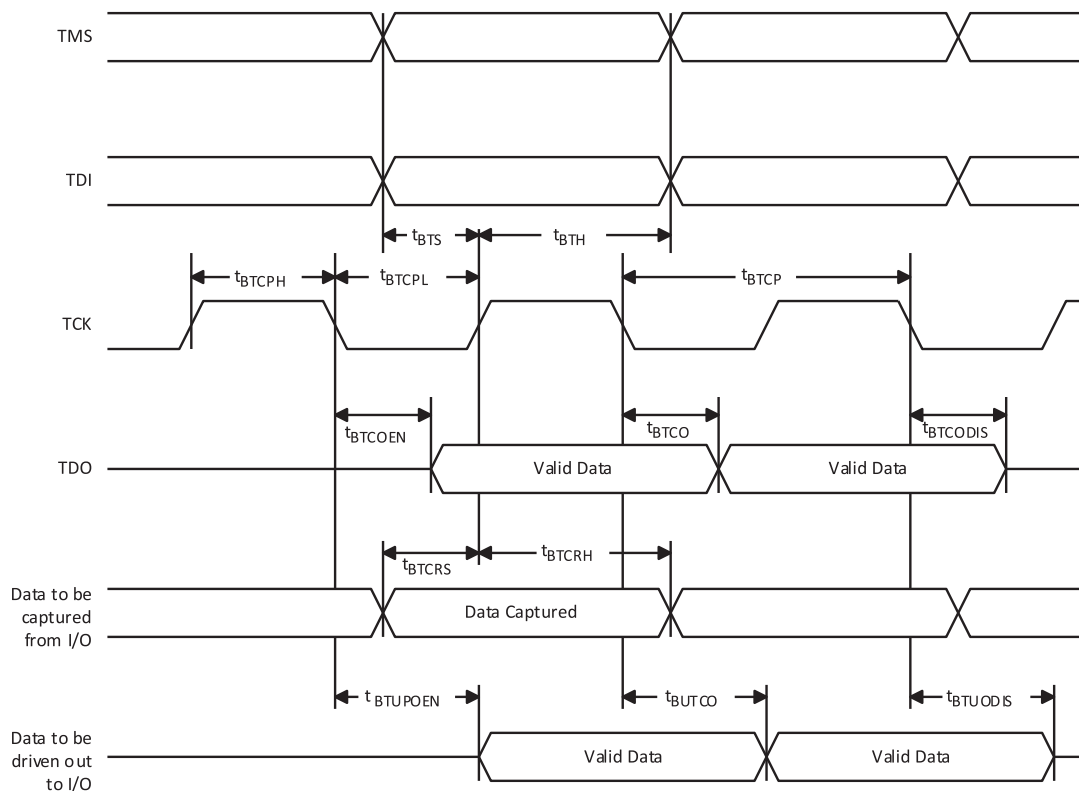 TMS
TDI
tBTS
tBTH
tBTCPH
tBTCPL
tBTCP
TCK
tBTCOEN
tBTCO
tBTCODIS
TDO
Valid Data
Valid Data
tBTCRS
tBTCRH
Data to be
captured
from I/O
Data Captured
t BTUPOEN
tBUTCO
tBTUODIS
Data to be
driven out
to I/O
Valid Data
Valid Data